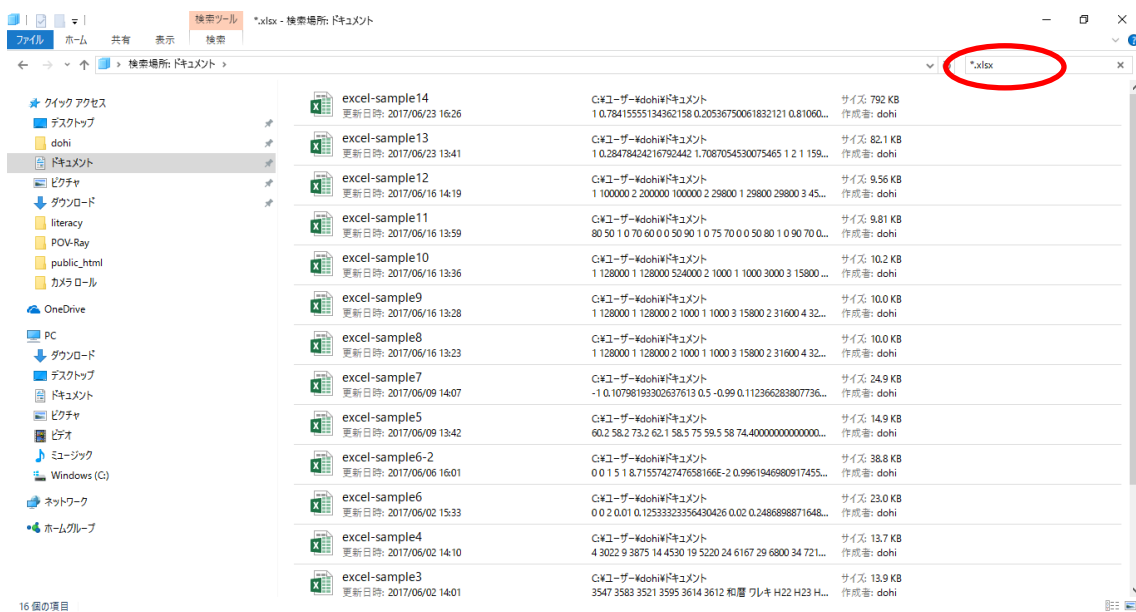 検索ツール *.xlsx - 検索場所: ドキュメント
ファイル ホーム 共有 表示 検索
検索場所: ドキュメント
*.xlsx
クイック アクセス
デスクトップ
dohi
ドキュメント
ピクチャ
ダウンロード
literacy
POV-Ray
public_html
カメラ ロール
OneDrive
PC
ダウンロード
デスクトップ
ドキュメント
ピクチャ
ビデオ
ミュージック
Windows (C:)
ネットワーク
ホームグループ
excel-sample14 C:¥ユーザー¥dohi¥ドキュメント サイズ: 792 KB
更新日時: 2017/06/23 16:26 1 0.78415555134362158 0.20536750061832121 0.81060... 作成者: dohi
excel-sample13 C:¥ユーザー¥dohi¥ドキュメント サイズ: 82.1 KB
更新日時: 2017/06/23 13:41 1 0.28478424216792442 1.7087054530075465 1 2 1 159... 作成者: dohi
excel-sample12 C:¥ユーザー¥dohi¥ドキュメント サイズ: 9.56 KB
更新日時: 2017/06/16 14:19 1 100000 2 200000 100000 2 29800 1 29800 29800 3 45... 作成者: dohi
excel-sample11 C:¥ユーザー¥dohi¥ドキュメント サイズ: 9.81 KB
更新日時: 2017/06/16 13:59 80 50 1 0 70 60 0 0 50 90 1 0 75 70 0 0 50 80 1 0 90 70 0... 作成者: dohi
excel-sample10 C:¥ユーザー¥dohi¥ドキュメント サイズ: 10.2 KB
更新日時: 2017/06/16 13:36 1 128000 1 128000 524000 2 1000 1 1000 3000 3 15800 ... 作成者: dohi
excel-sample9 C:¥ユーザー¥dohi¥ドキュメント サイズ: 10.0 KB
更新日時: 2017/06/16 13:28 1 128000 1 128000 2 1000 1 1000 3 15800 2 31600 4 32... 作成者: dohi
excel-sample8 C:¥ユーザー¥dohi¥ドキュメント サイズ: 10.0 KB
更新日時: 2017/06/16 13:23 1 128000 1 128000 2 1000 1 1000 3 15800 2 31600 4 32... 作成者: dohi
excel-sample7 C:¥ユーザー¥dohi¥ドキュメント サイズ: 24.9 KB
更新日時: 2017/06/09 14:07 -1 0.10798193302637613 0.5 -0.99 0.112366283807736... 作成者: dohi
excel-sample5 C:¥ユーザー¥dohi¥ドキュメント サイズ: 14.9 KB
更新日時: 2017/06/09 13:42 60.2 58.2 73.2 62.1 58.5 75 59.5 58 74.40000000000000... 作成者: dohi
excel-sample6-2 C:¥ユーザー¥dohi¥ドキュメント サイズ: 38.8 KB
更新日時: 2017/06/06 16:01 0 0 1 5 1 8.7155742747658166E-2 0.9961946980917455... 作成者: dohi
excel-sample6 C:¥ユーザー¥dohi¥ドキュメント サイズ: 23.0 KB
更新日時: 2017/06/02 15:33 0 0 2 0.01 0.12533323356430426 0.02 0.2486898871648... 作成者: dohi
excel-sample4 C:¥ユーザー¥dohi¥ドキュメント サイズ: 13.7 KB
更新日時: 2017/06/02 14:10 4 3022 9 3875 14 4530 19 5220 24 6167 29 6800 34 721... 作成者: dohi
excel-sample3 C:¥ユーザー¥dohi¥ドキュメント サイズ: 13.9 KB
更新日時: 2017/06/02 14:01 3547 3583 3521 3595 3614 3612 和暦 ワレキ H22 H23 H... 作成者: dohi
16 個の項目